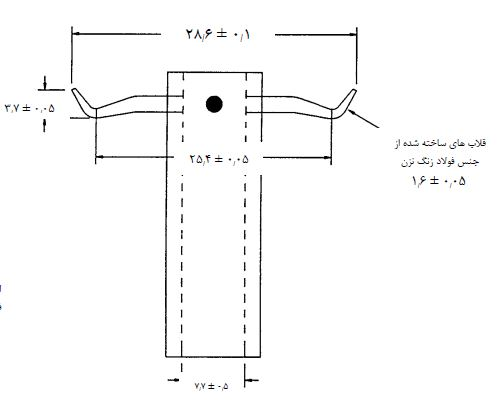 ۲۸٫۶ ± ۰٫۱
۳٫۷ ± ۰٫۰۵
۲۵٫۴ ± ۰٫۰۵
قلاب های ساخته شده از
جنس فولاد زنگ نزن
۱٫۶ ± ۰٫۰۵
۷٫۷ ± ۰٫۵